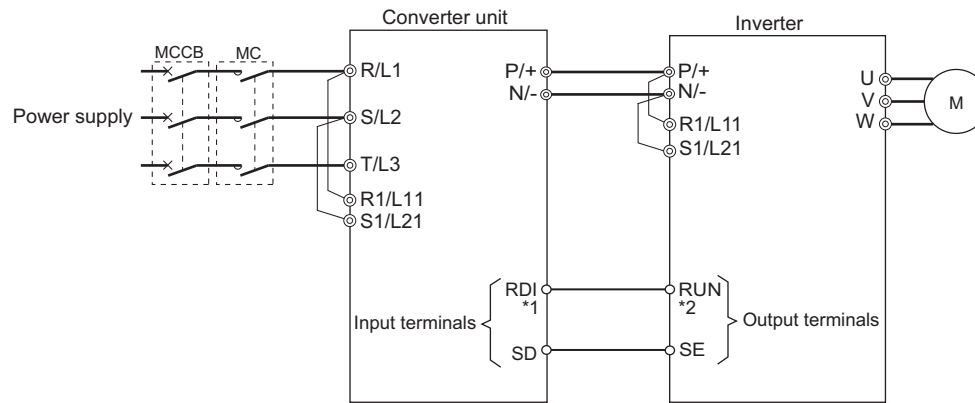 Converter unit
Inverter
MCCB
MC
R/L1
P/+
P/+
U
N/-
N/-
V
M
Power supply
S/L2
R1/L11
W
S1/L21
T/L3
R1/L11
S1/L21
RDI
RUN
*1
*2
Input terminals
Output terminals
SD
SE